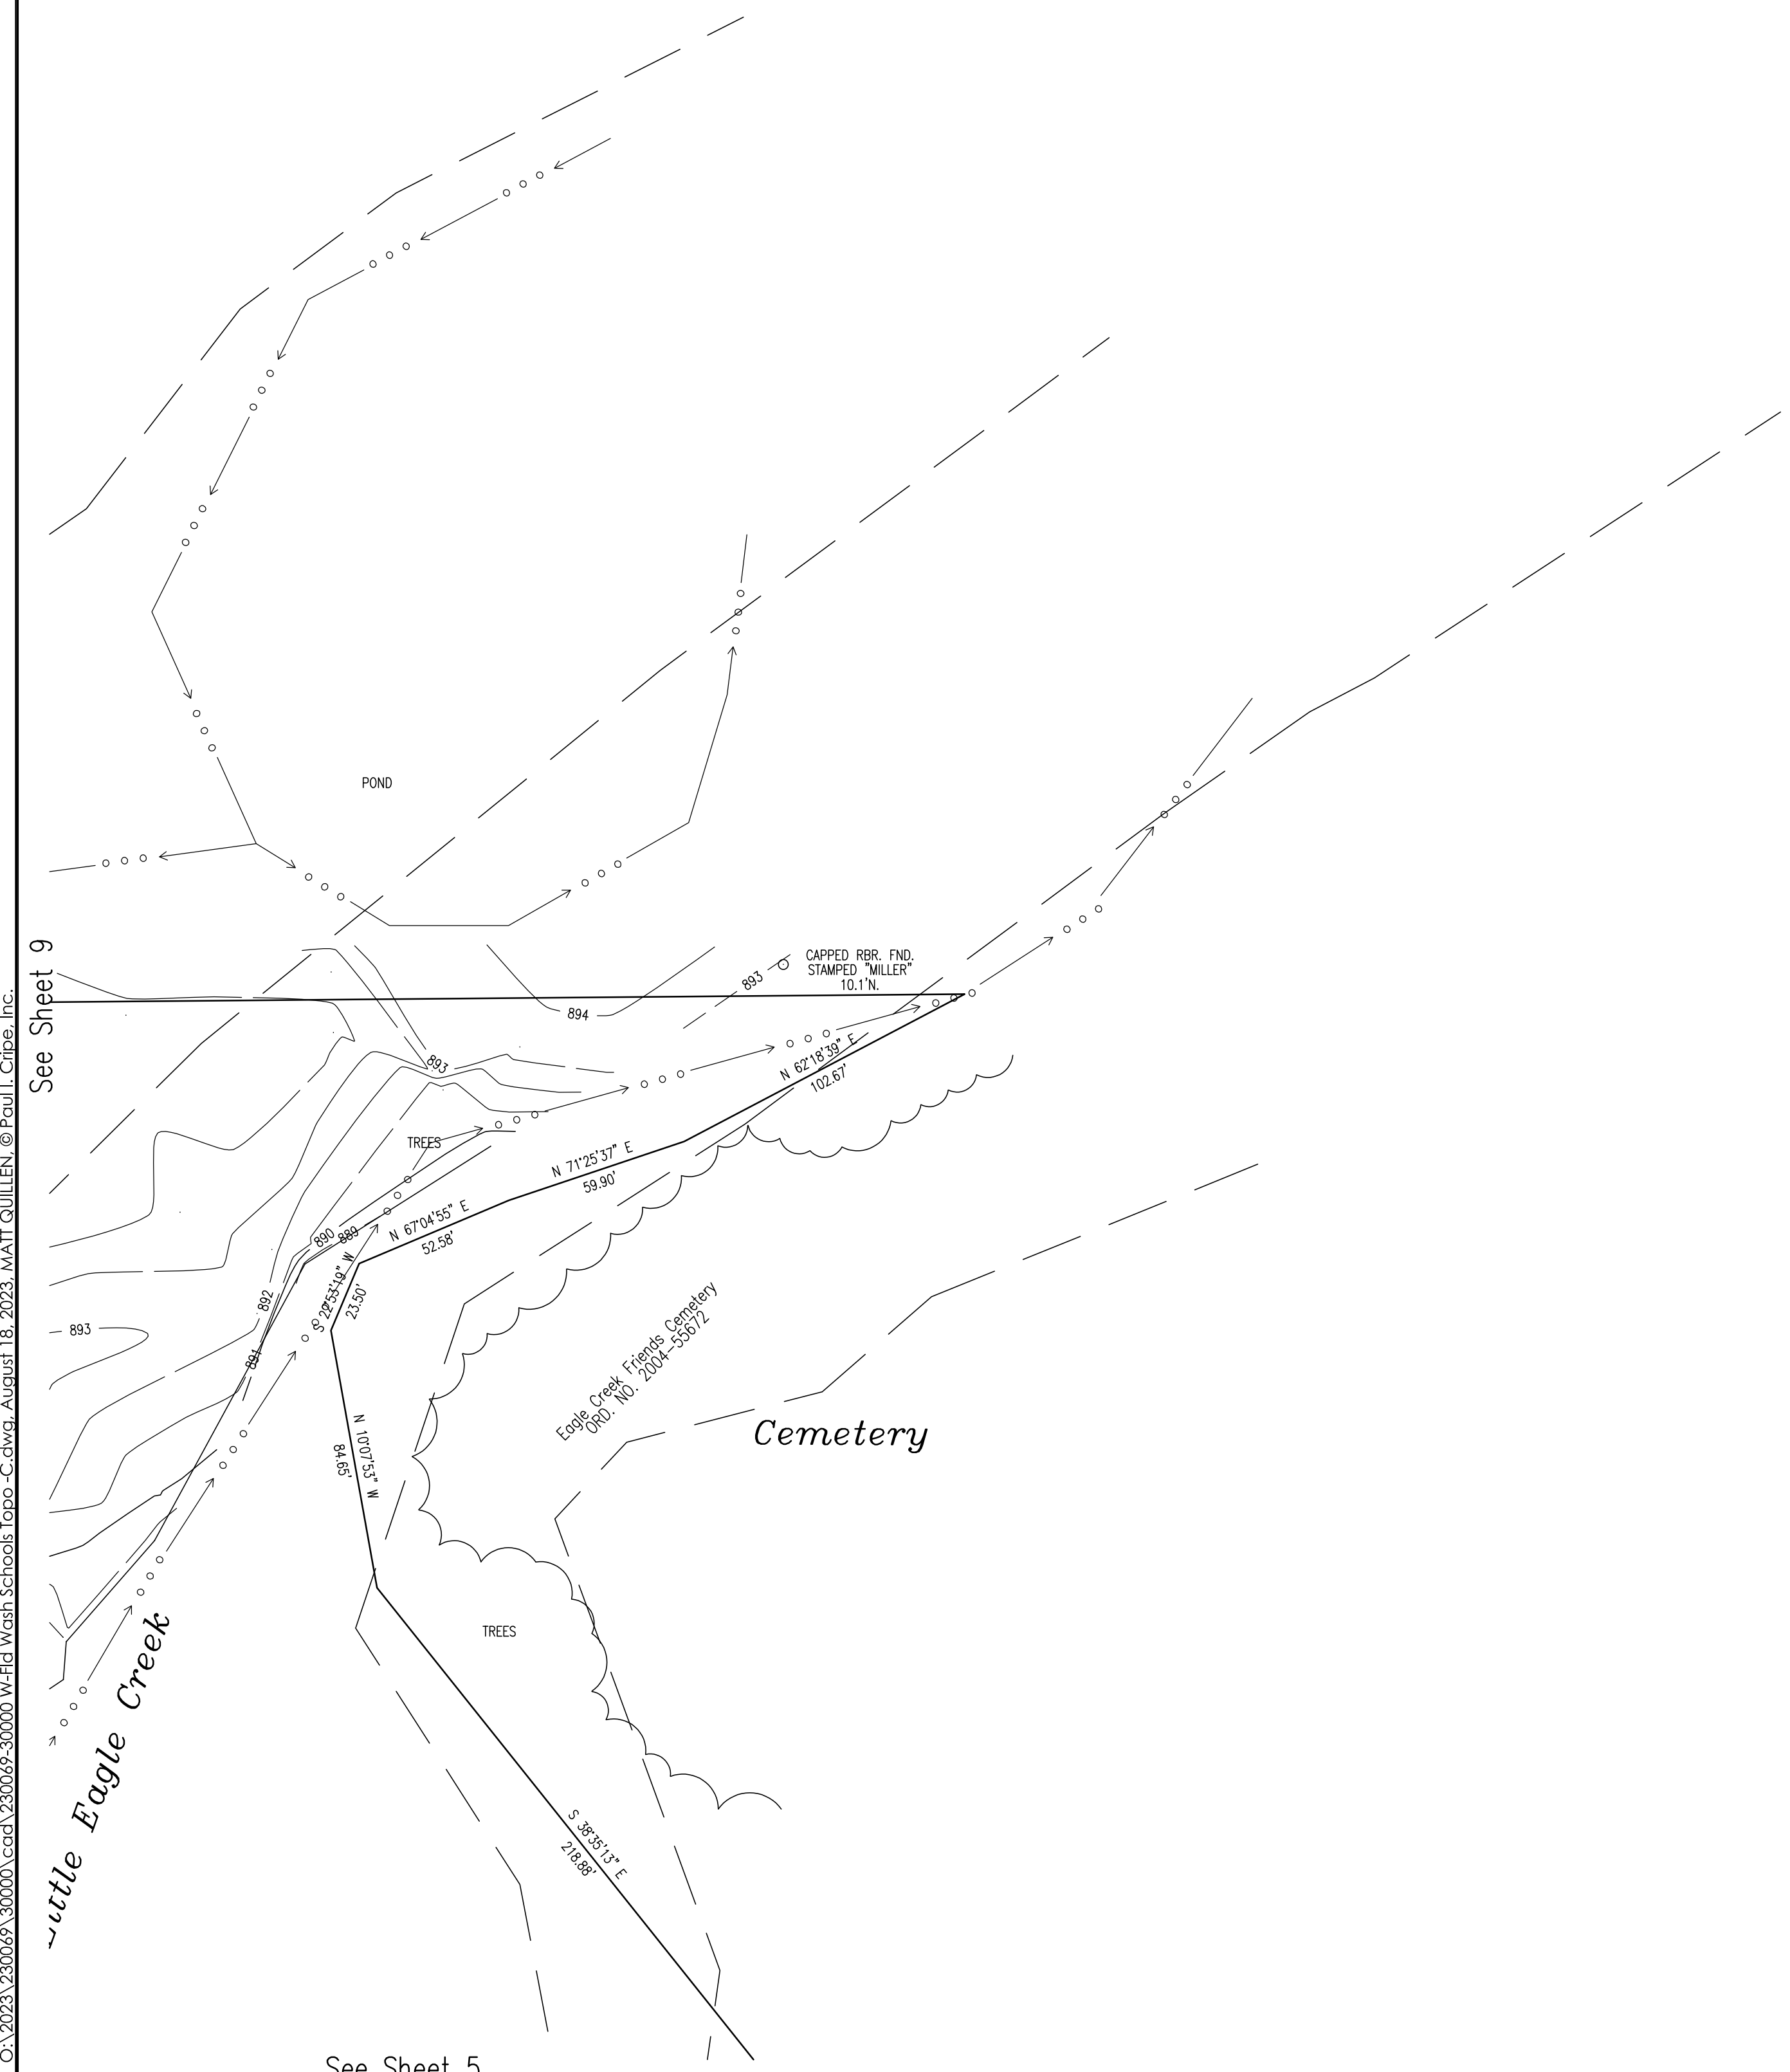 POND
See Sheet 9
CAPPED RBR. FND.
STAMPED "MILLER"
10.1'N.
893
894
893
N 62°18'39" E
102.67'
TREES
N 71°25'37" E
59.90'
N 67°04'55" E
52.58'
890
889
S 22°53'19" W
23.50'
892
893
891
Eagle Creek Friends Cemetery
ORD. NO. 2004-55672
Cemetery
N 10°07'53" W
84.65'
TREES
Little Eagle Creek
S 38°35'13" E
218.88'
See Sheet 5
O:\2023\230069\30000\cad\230069-30000 W-Fld Wash Schools Topo -C.dwg, August 18, 2023, MATT QUILLEN, © Paul I. Cripe, Inc.